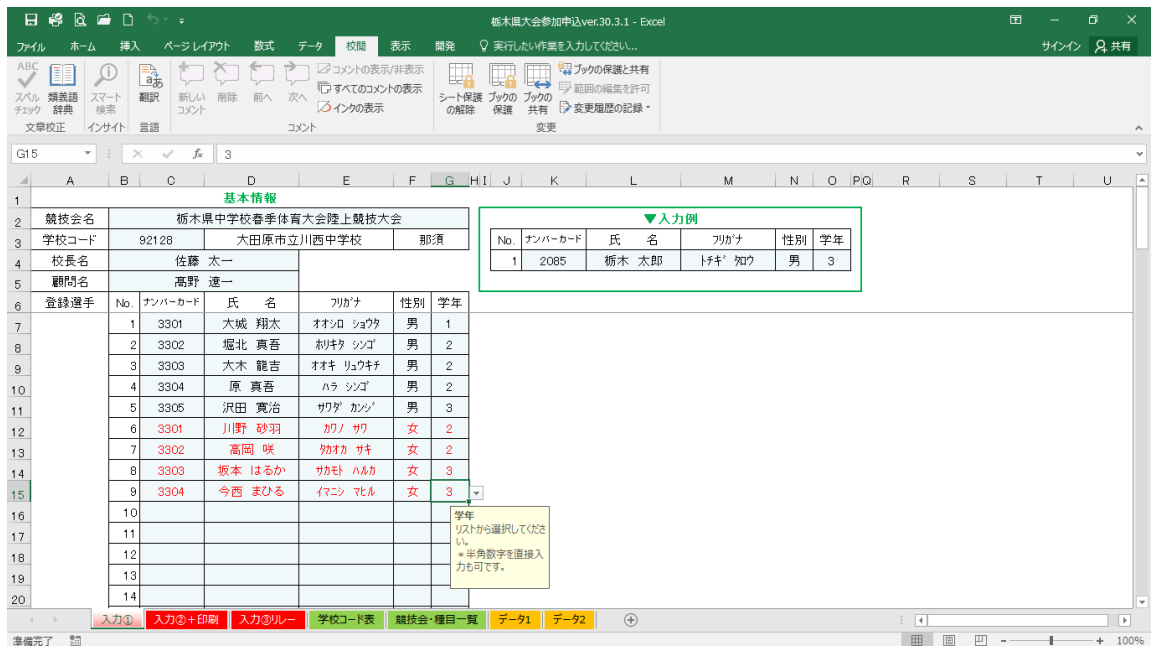 栃木県大会参加申込ver.30.3.1 - Excel
ファイル ホーム 挿入 ページ レイアウト 数式 データ 校閲 表示 開発 実行したい作業を入力してください... サインイン 共有
ABC
スペル チェック 類義語 辞典 スマート 検索 翻訳 新しい コメント 削除 前へ 次へ コメントの表示/非表示 すべてのコメントの表示 インクの表示 シート保護 の解除 ブックの 保護 ブックの 共有 ブックの保護と共有 範囲の編集を許可 変更履歴の記録
文章校正 インサイト 言語 コメント 変更
G15 fx 3
A B C D E F G H I J K L M N O P Q R S T U
1 基本情報
2 競技会名 栃木県中学校春季体育大会陸上競技大会 ▼入力例
3 学校コード 92128 大田原市立川西中学校 那須 No. ナンバーカード 氏 名 フリガナ 性別 学年
4 校長名 佐藤 太一 1 2085 栃木 太郎 トチギ タロウ 男 3
5 顧問名 高野 遼一
6 登録選手 No. ナンバーカード 氏 名 フリガナ 性別 学年
7 1 3301 大城 翔太 オオシロ ショウタ 男 1
8 2 3302 堀北 真吾 ホリキタ シンゴ 男 2
9 3 3303 大木 龍吉 オオキ リュウキチ 男 2
10 4 3304 原 真吾 ハラ シンゴ 男 2
11 5 3305 沢田 寛治 サワダ カンジ 男 3
12 6 3301 川野 砂羽 カワノ サワ 女 2
13 7 3302 高岡 咲 タカオカ サキ 女 2
14 8 3303 坂本 はるか サカモト ハルカ 女 3
15 9 3304 今西 まひる イマニシ マヒル 女 3
16 10
17 11
18 12
19 13
20 14
学年
リストから選択してくださ
い。
*半角数字を直接入
力も可です。
入力① 入力②+印刷 入力③リレー 学校コード表 競技会・種目一覧 データ1 データ2
準備完了 100%